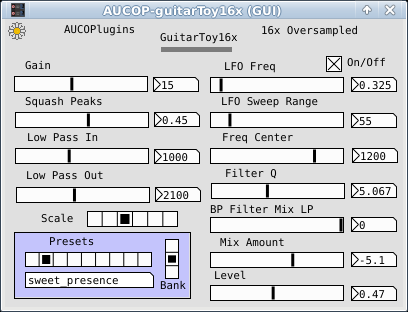 AUCOP-guitarToy16x (GUI)
AUCOPlugins
GuitarToy16x
16x Oversampled
On/Off
Gain
15
Squash Peaks
0.45
Low Pass In
1000
Low Pass Out
2100
Scale
Presets
sweet_presence
Bank
LFO Freq
0.325
LFO Sweep Range
55
Freq Center
1200
Filter Q
5.067
BP Filter Mix LP
0
Mix Amount
-5.1
Level
0.47